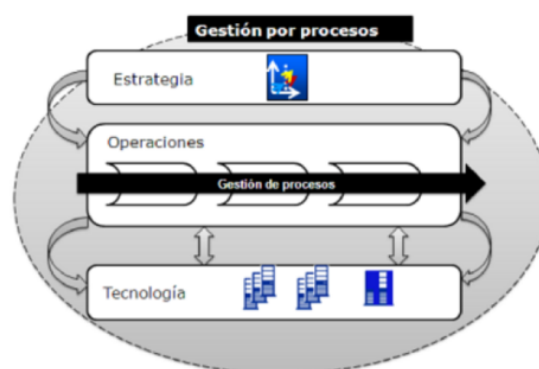 Gestión por procesos
Estrategia
Operaciones
Gestión de procesos
Tecnología